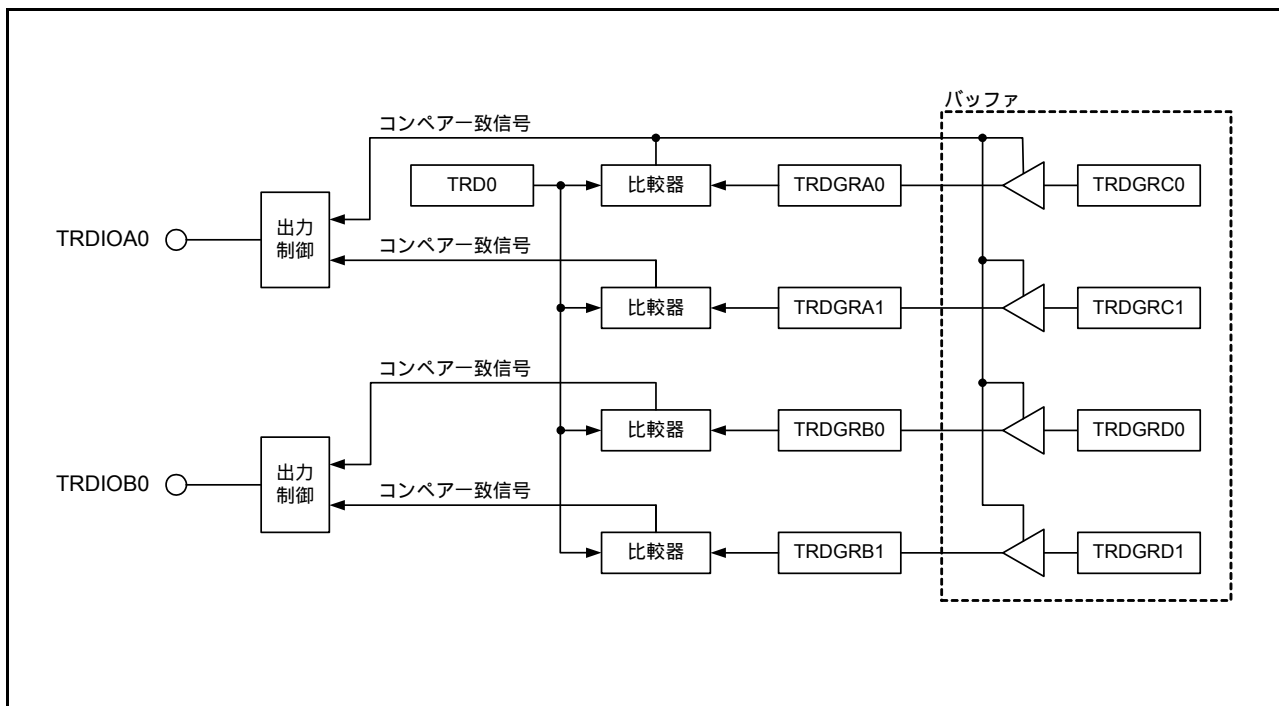 バッファ
コンペア一致信号
TRD0
比較器
TRDGRA0
TRDGRC0
出力
制御
TRDIOA0
コンペア一致信号
比較器
TRDGRA1
TRDGRC1
コンペア一致信号
比較器
TRDGRB0
TRDGRD0
出力
制御
TRDIOB0
コンペア一致信号
比較器
TRDGRB1
TRDGRD1